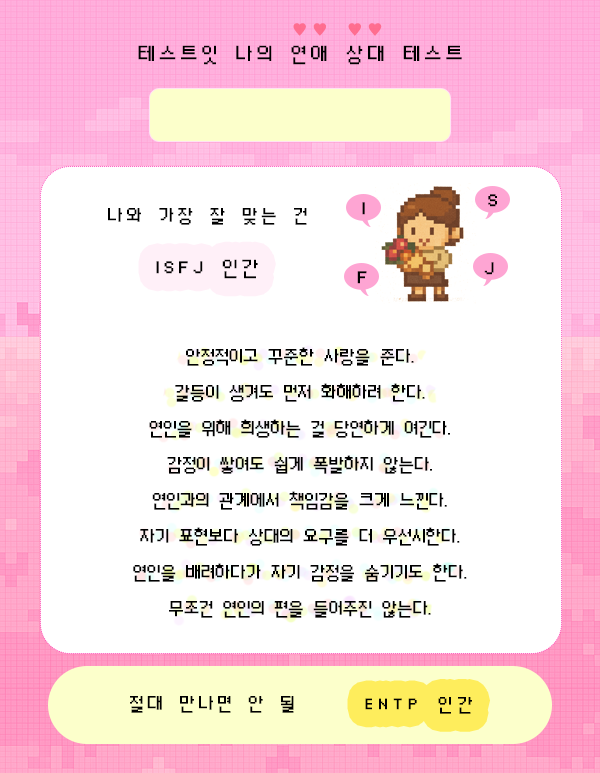 테스트잇 나의 연애 상대 테스트
나와 가장 잘 맞는 건
ISFJ 인간
I
S
F
J
안정적이고 꾸준한 사랑을 준다.
갈등이 생겨도 먼저 화해하려 한다.
연인을 위해 희생하는 걸 당연하게 여긴다.
감정이 쌓여도 쉽게 폭발하지 않는다.
연인과의 관계에서 책임감을 크게 느낀다.
자기 표현보다 상대의 요구를 더 우선시한다.
연인을 배려하다가 자기 감정을 숨기기도 한다.
무조건 연인의 편을 들어주진 않는다.
절대 만나면 안 될 ENTP 인간